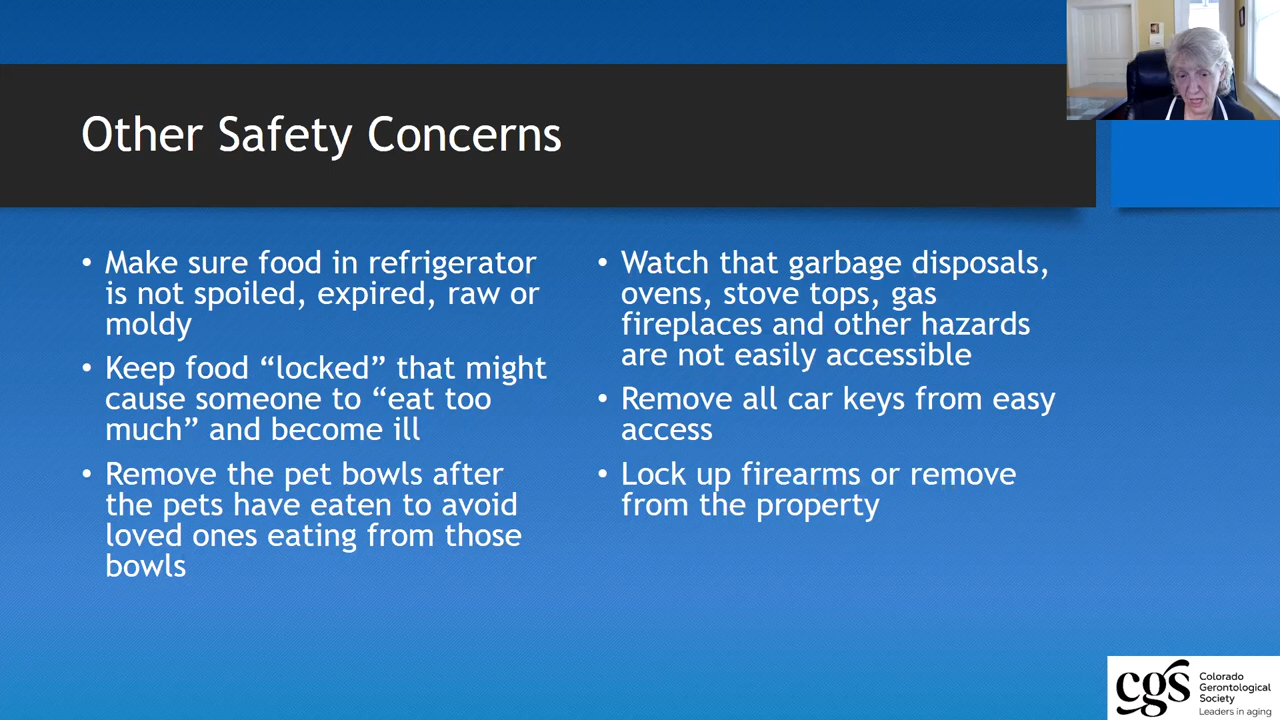 Other Safety Concerns
• Make sure food in refrigerator
is not spoiled, expired, raw or
moldy
• Keep food “locked” that might
cause someone to “eat too
much” and become ill
• Remove the pet bowls after
the pets have eaten to avoid
loved ones eating from those
bowls
• Watch that garbage disposals,
ovens, stove tops, gas
fireplaces and other hazards
are not easily accessible
• Remove all car keys from easy
access
• Lock up firearms or remove
from the property
cgs
Colorado
Gerontological
Society
Leaders in aging